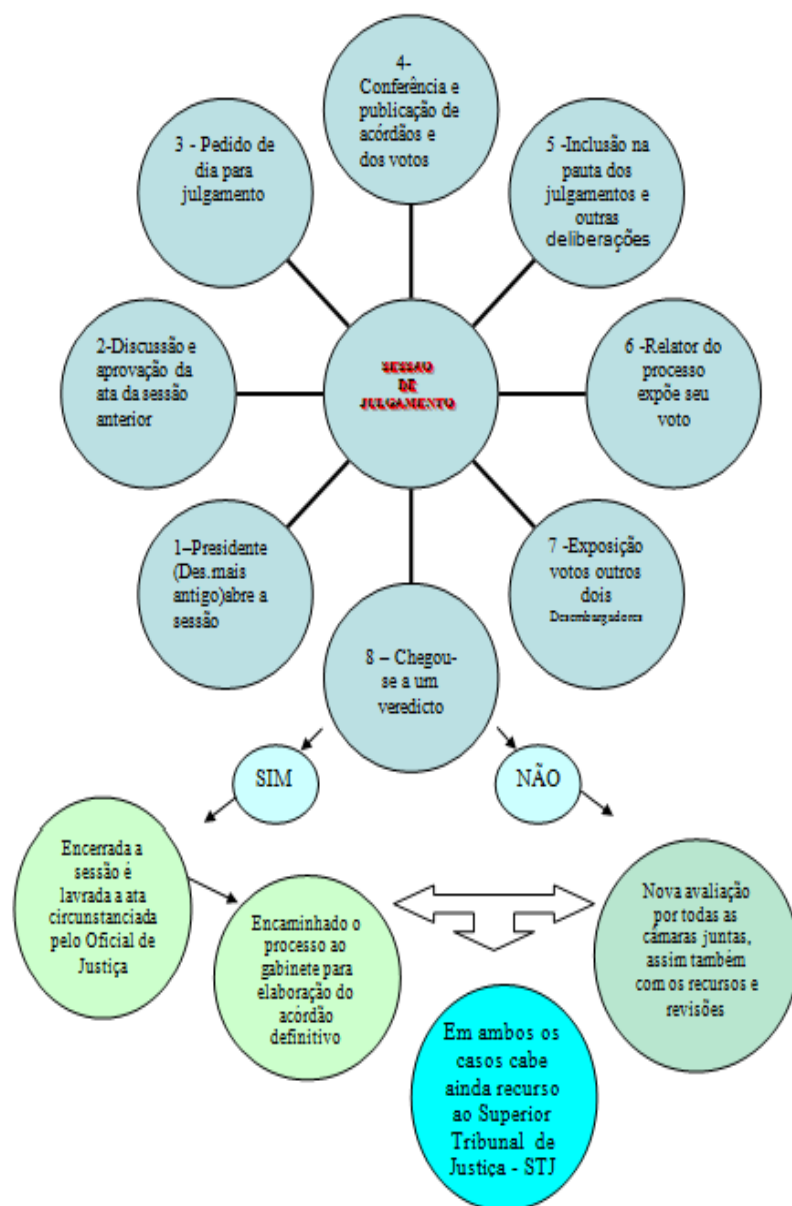 4-
Conferência e
publicação de
acórdãos e
dos votos
3 - Pedido de
dia para
julgamento
5 -Inclusão na
pauta dos
julgamentos e
outras
deliberações
2-Discussão e
aprovação da
ata da sessão
anterior
SESSÃO
DE
JULGAMENTO
6 -Relator do
processo
expõe seu
voto
1–Presidente
(Des.mais
antigo)abre a
sessão
7 -Exposição
votos outros
dois
Desembargadores
8 – Chegou-
se a um
veredicto
SIM
NÃO
Encerrada a
sessão é
lavrada a ata
circunstanciada
pelo Oficial de
Justiça
Encaminhado o
processo ao
gabinete para
elaboração do
acórdão
definitivo
Nova avaliação
por todas as
câmaras juntas,
assim também
com os recursos e
revisões
Em ambos os
casos cabe
ainda recurso
ao Superior
Tribunal de
Justiça - STJ